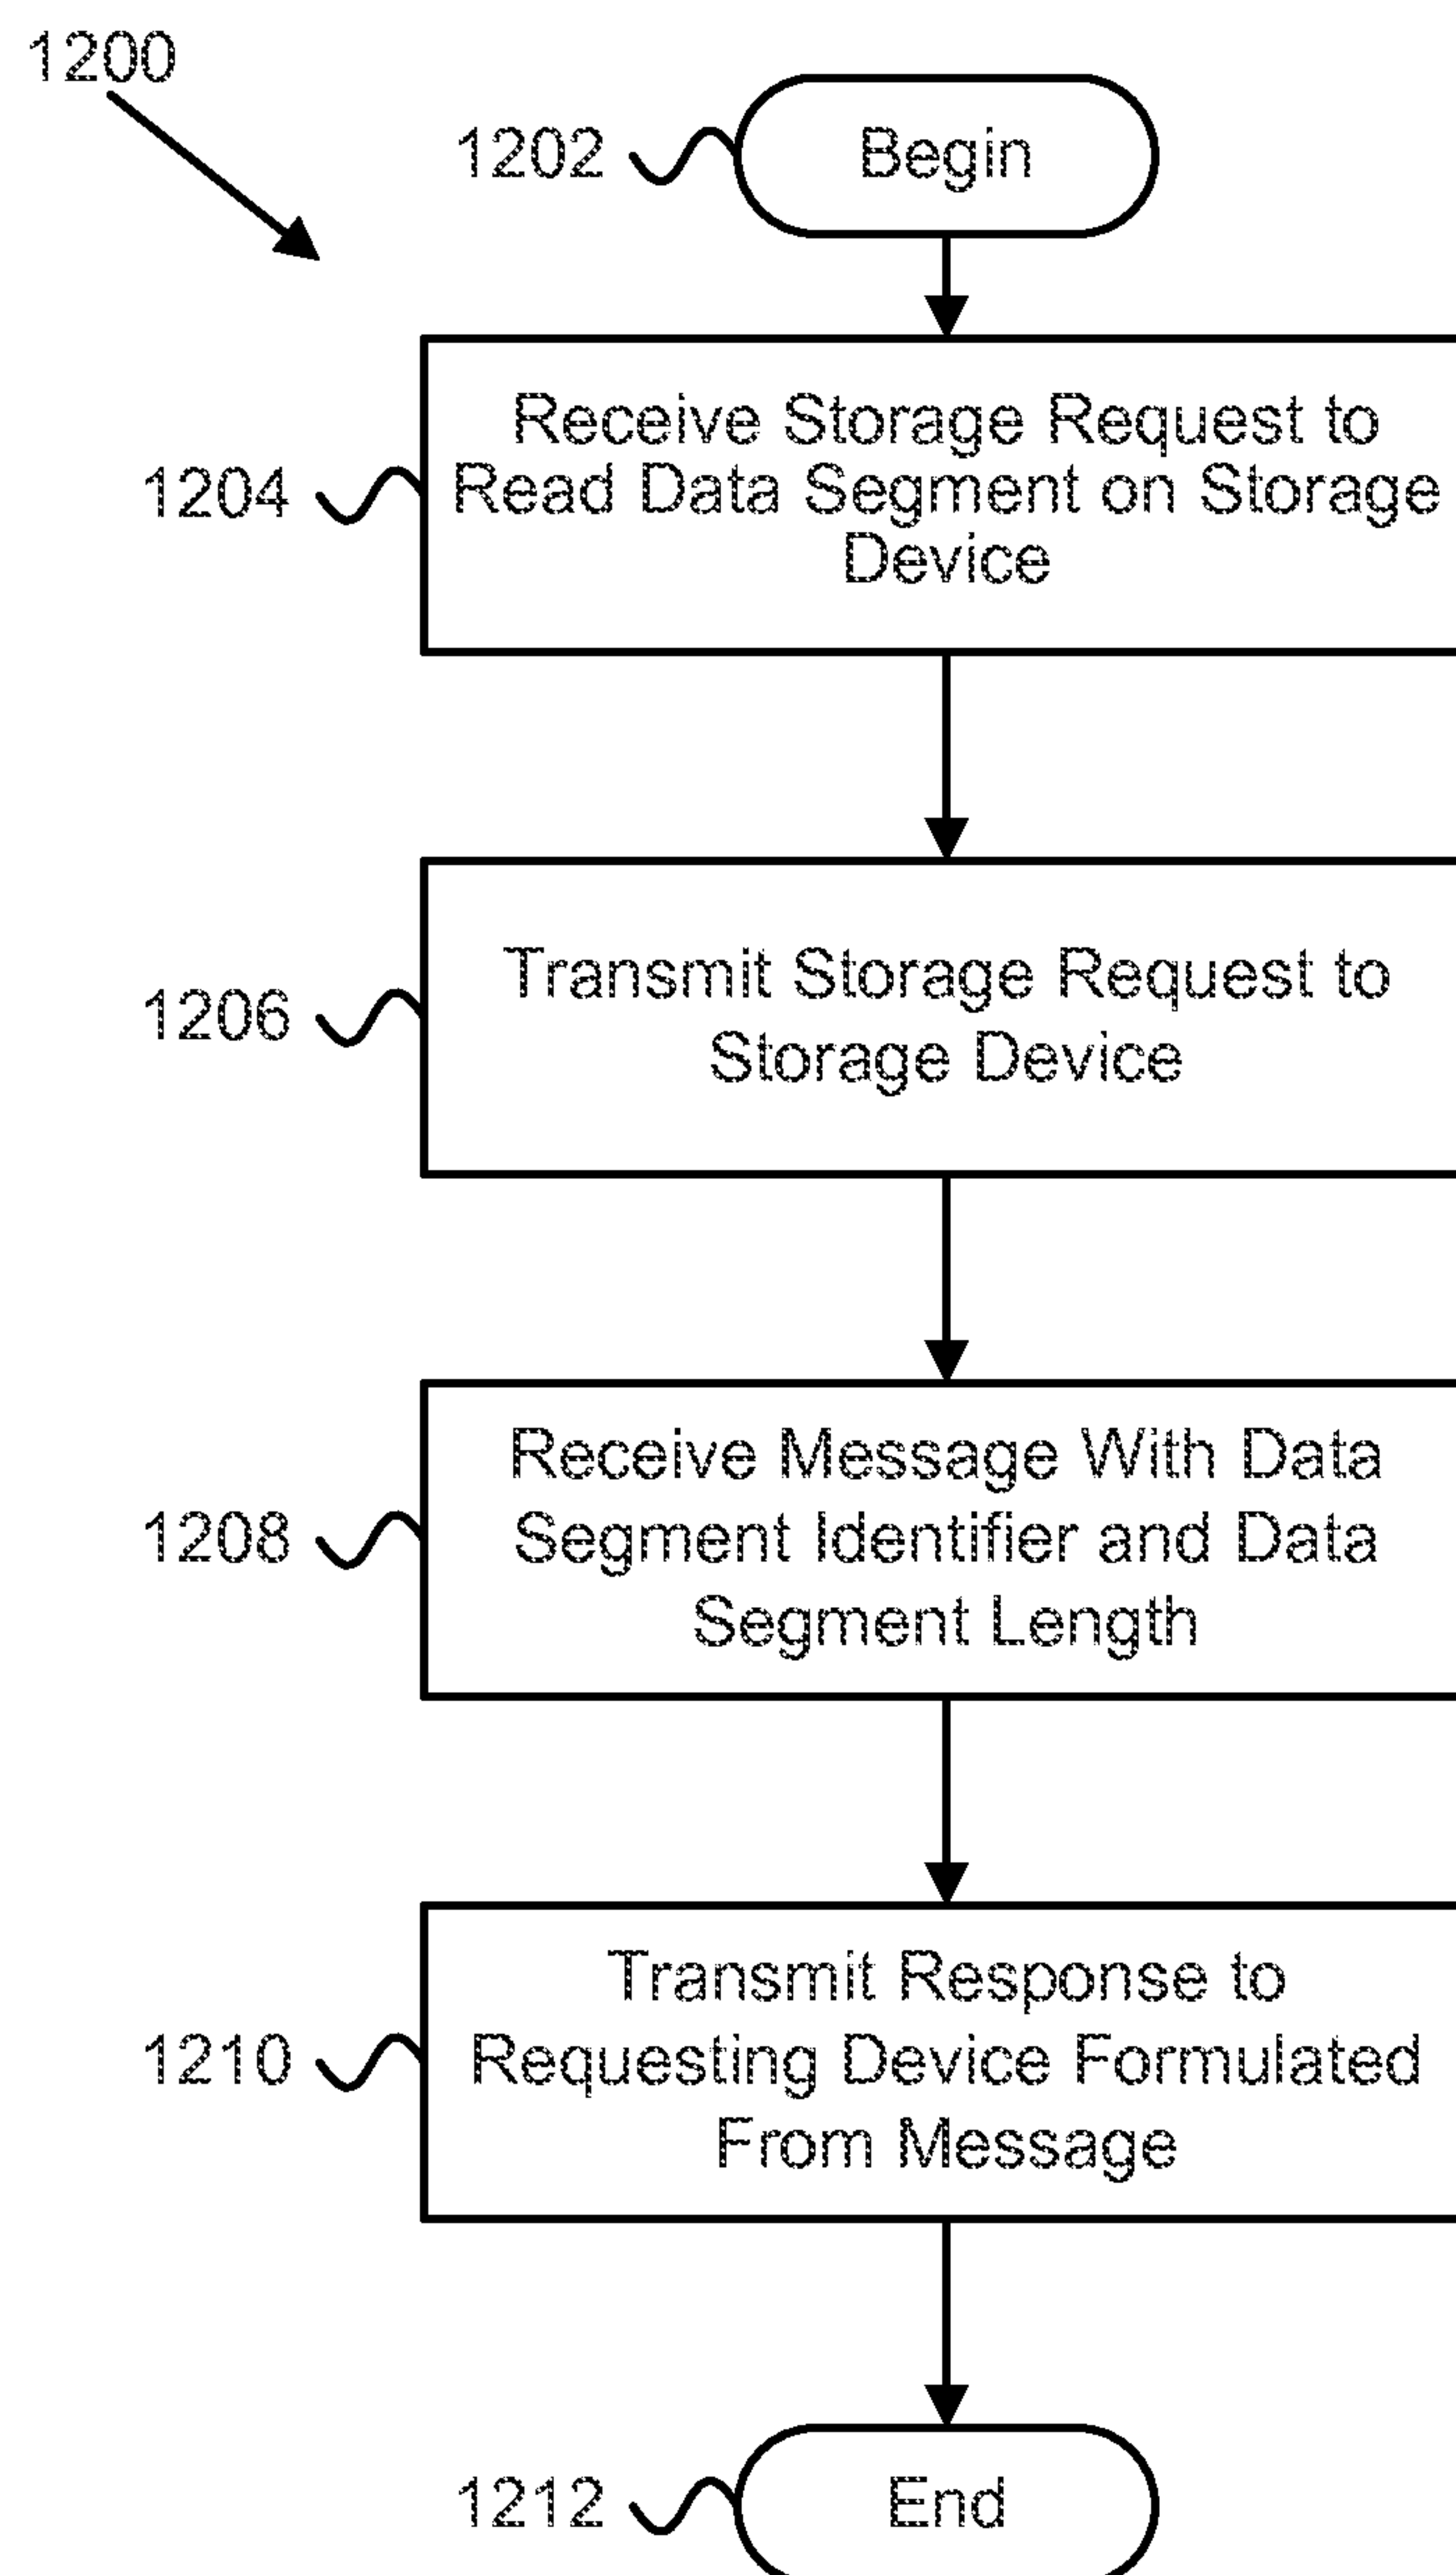 1200
1202
Begin
Receive Storage Request to
Read Data Segment on Storage
Device
1204
Transmit Storage Request to
Storage Device
1206
Receive Message With Data
Segment Identifier and Data
Segment Length
1208
Transmit Response to
Requesting Device Formulated
From Message
1210
1212
End